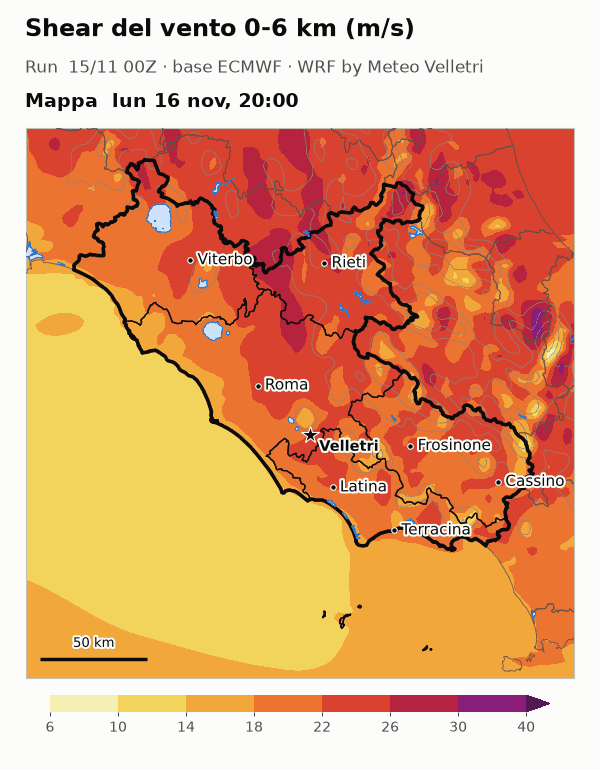 Shear del vento 0-6 km (m/s)
Run  15/11 00Z · base ECMWF · WRF by Meteo Velletri
Mappa  lun 16 nov, 20:00
Viterbo
Rieti
Roma
Velletri
Frosinone
Latina
Cassino
Terracina
50 km
6 10 14 18 22 26 30 40